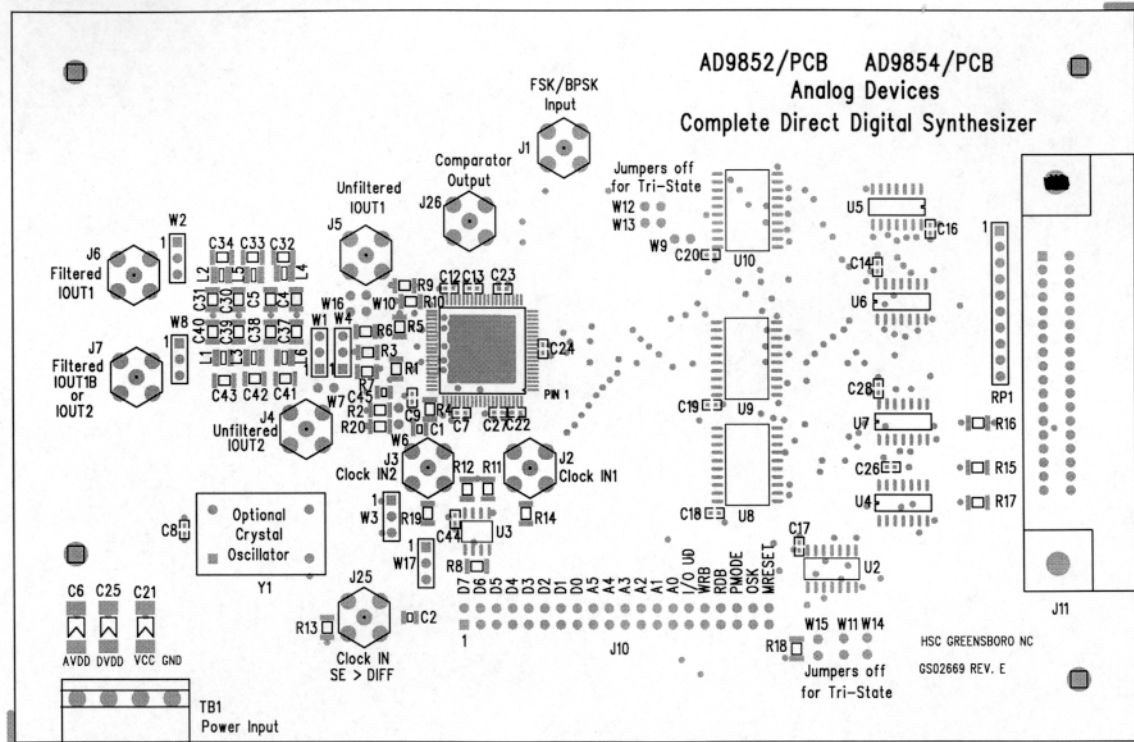 AD9852/PCB AD9854/PCB
Analog Devices
Complete Direct Digital Synthesizer
FSK/BPSK
Input
J1
Comparator
Output
J26
Unfiltered
IOUT1
J5
Jumpers off
for Tri-State
W12
W13
W9
C20
U10
U5
C16
1
C14
U6
W2
1
J6
Filtered
IOUT1
C34 C33 C32
L2 L5 L4
C31 C30 C5 C4
C40 C39 C38 C37
L1 L3 L6
C43 C42 C41
W8
1
J7
Filtered
IOUT1B
or
IOUT2
W16
W1 W4
1 1
W10
R9
R10
R5
R6
R3
R1
R7
C45
R2
R20
W7
W6
C9
R4
C1
C12 C13 C23
C24
PIN 1
C7 C27 C22
J4
Unfiltered
IOUT2
J3
Clock IN2
R12 R11
J2
Clock IN1
C19
U9
C28
U7
RP1
R16
C26
R15
U4
R17
C18
U8
C17
U2
C8
Optional
Crystal
Oscillator
Y1
1
W3
R19
C44
U3
R14
1
W17
R8
C6 C25 C21
AVDD DVDD VCC GND
TB1
Power Input
J25
R13
C2
Clock IN
SE > DIFF
D7 D6 D5 D4 D3 D2 D1 D0 A5 A4 A3 A2 A1 A0 I/O UD WRB RDB PMODE OSK MRESET
1
J10
R18
W15 W11 W14
Jumpers off
for Tri-State
J11
HSC GREENSBORO NC
GS02669 REV. E